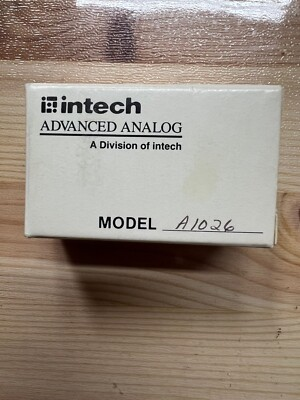 intech
ADVANCED ANALOG
A Division of intech
MODEL A1026